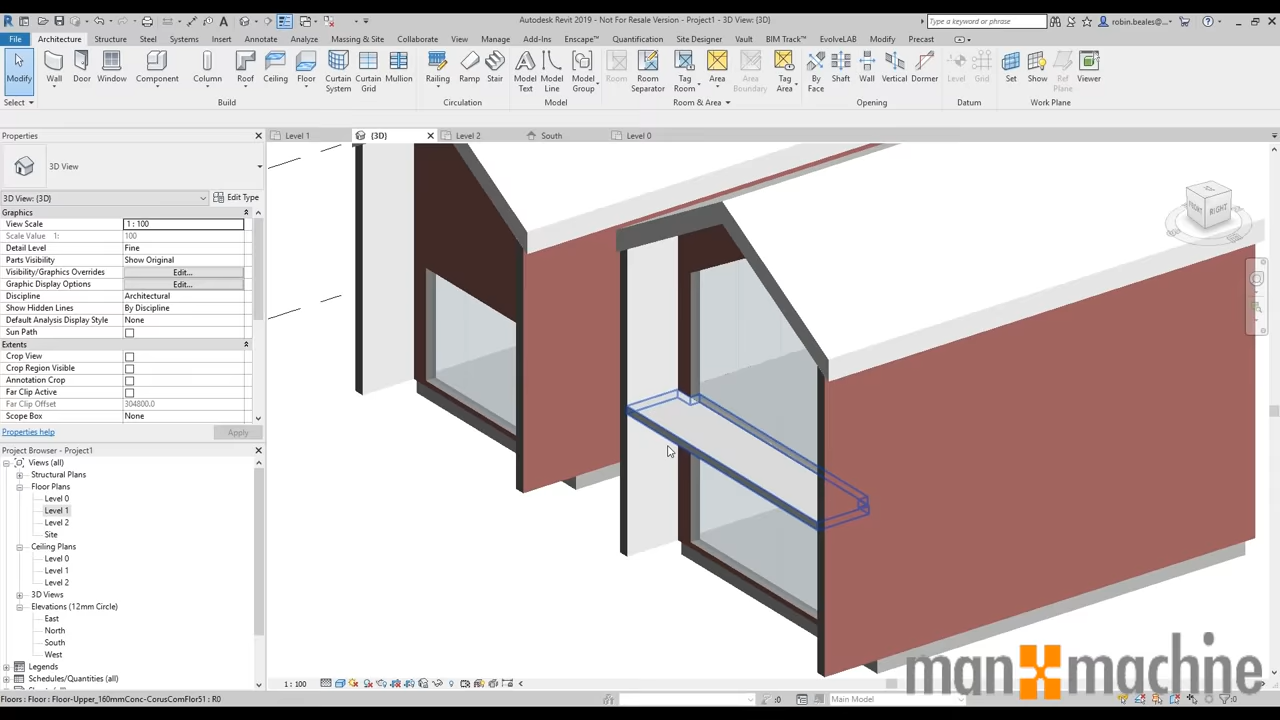 Autodesk Revit 2019 - Not For Resale Version - Project1 - 3D View: {3D}
Type a keyword or phrase
robin.beales@...
File Architecture Structure Steel Systems Insert Annotate Analyze Massing & Site Collaborate View Manage Add-Ins Enscape™ Quantification Site Designer Vault BIM Track™ EvolveLAB Modify Precast
Modify Wall Door Window Component Column Roof Ceiling Floor Curtain System Curtain Grid Mullion Railing Ramp Stair Model Text Model Line Model Group Room Room Separator Tag Room Area Area Boundary Tag Area By Face Shaft Wall Vertical Dormer Level Grid Set Show Ref Plane Viewer
Select Build Circulation Model Room & Area Opening Datum Work Plane
Properties
Level 1 {3D} Level 2 South Level 0
3D View
3D View: {3D} Edit Type
Graphics
View Scale 1 : 100
Scale Value 1: 100
Detail Level Fine
Parts Visibility Show Original
Visibility/Graphics Overrides Edit...
Graphic Display Options Edit...
Discipline Architectural
Show Hidden Lines By Discipline
Default Analysis Display Style None
Sun Path
Extents
Crop View
Crop Region Visible
Annotation Crop
Far Clip Active
Far Clip Offset 304800.0
Scope Box None
Properties help Apply
Project Browser - Project1
Views (all)
Structural Plans
Floor Plans
Level 0
Level 1
Level 2
Site
Ceiling Plans
Level 0
Level 1
Level 2
3D Views
Elevations (12mm Circle)
East
North
South
West
Legends
Schedules/Quantities (all)
FRONT RIGHT
man machine
1 : 100
Floors : Floor : Floor-Upper_160mmConc-ConstComFlor51 : R0
:0
Main Model
:0